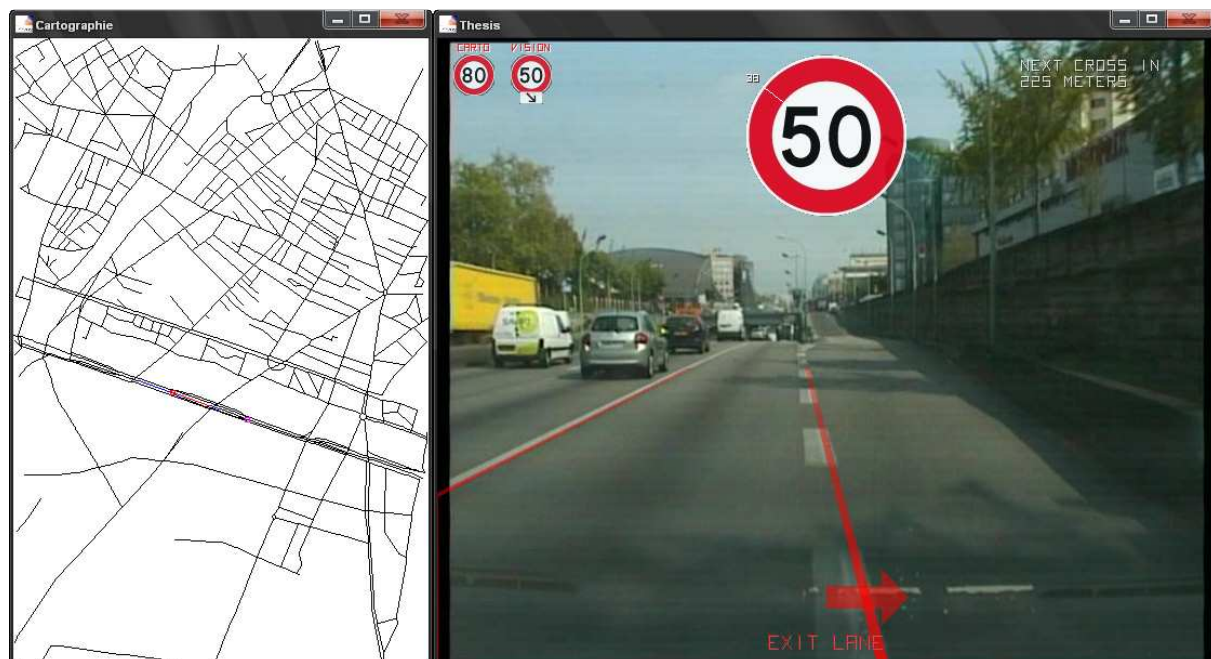 Cartographie
Thesis
CARTO VISION
80 50
50
38
NEXT CROSS IN
225 METERS
EXIT LANE